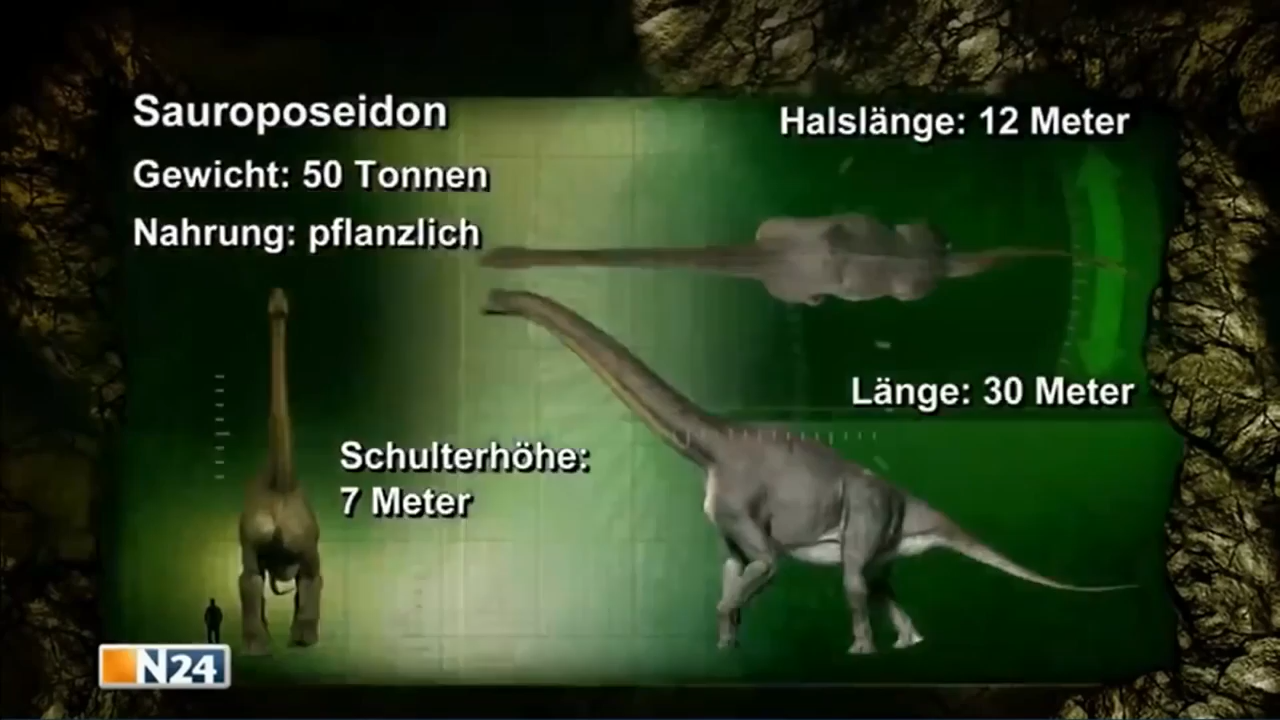 Sauroposeidon
Gewicht: 50 Tonnen
Nahrung: pflanzlich
Halslänge: 12 Meter
Länge: 30 Meter
Schulterhöhe:
7 Meter
N24